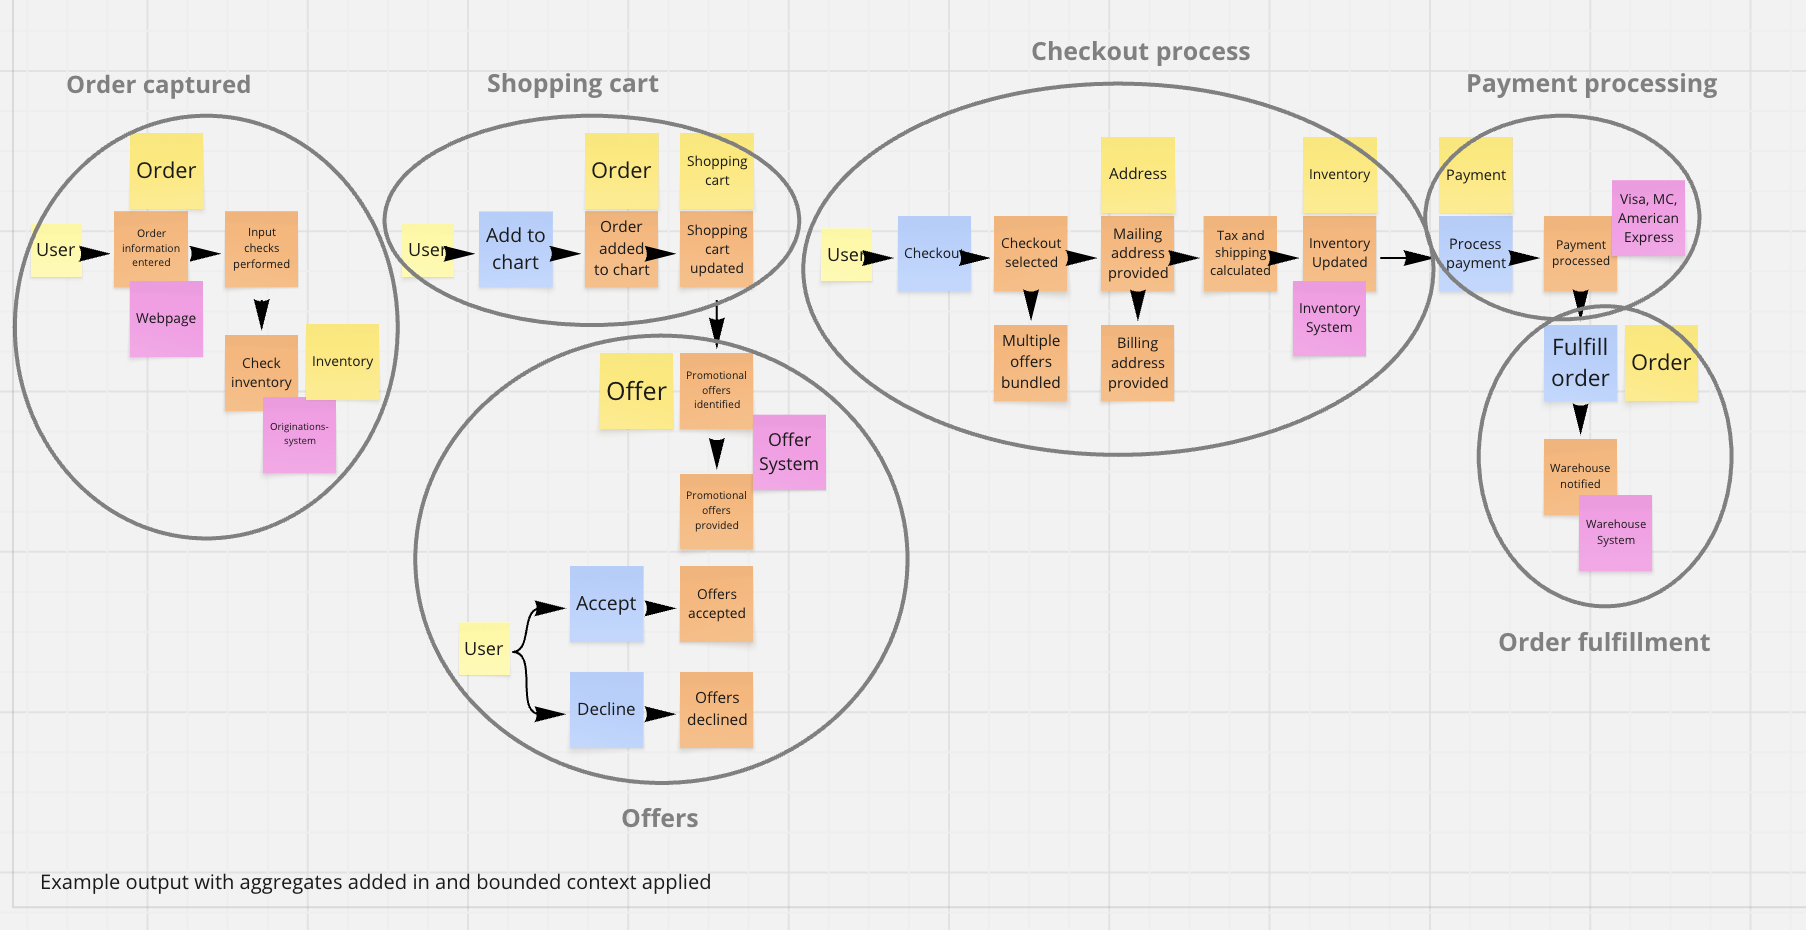 Order captured
Order
User
Order
information
entered
Input
checks
performed
Webpage
Check
inventory
Inventory
Originations-
system
Shopping cart
Order
Shopping
cart
User
Add to
chart
Order
added
to chart
Shopping
cart
updated
Offer
Promotional
offers
identified
Offer
System
Promotional
offers
provided
User
Accept
Offers
accepted
Decline
Offers
declined
Offers
Checkout process
Address
Inventory
User
Checkout
Checkout
selected
Mailing
address
provided
Tax and
shipping
calculated
Inventory
Updated
Multiple
offers
bundled
Billing
address
provided
Inventory
System
Payment processing
Payment
Visa, MC,
American
Express
Process
payment
Payment
processed
Fulfill
order
Order
Warehouse
notified
Warehouse
System
Order fulfillment
Example output with aggregates added in and bounded context applied